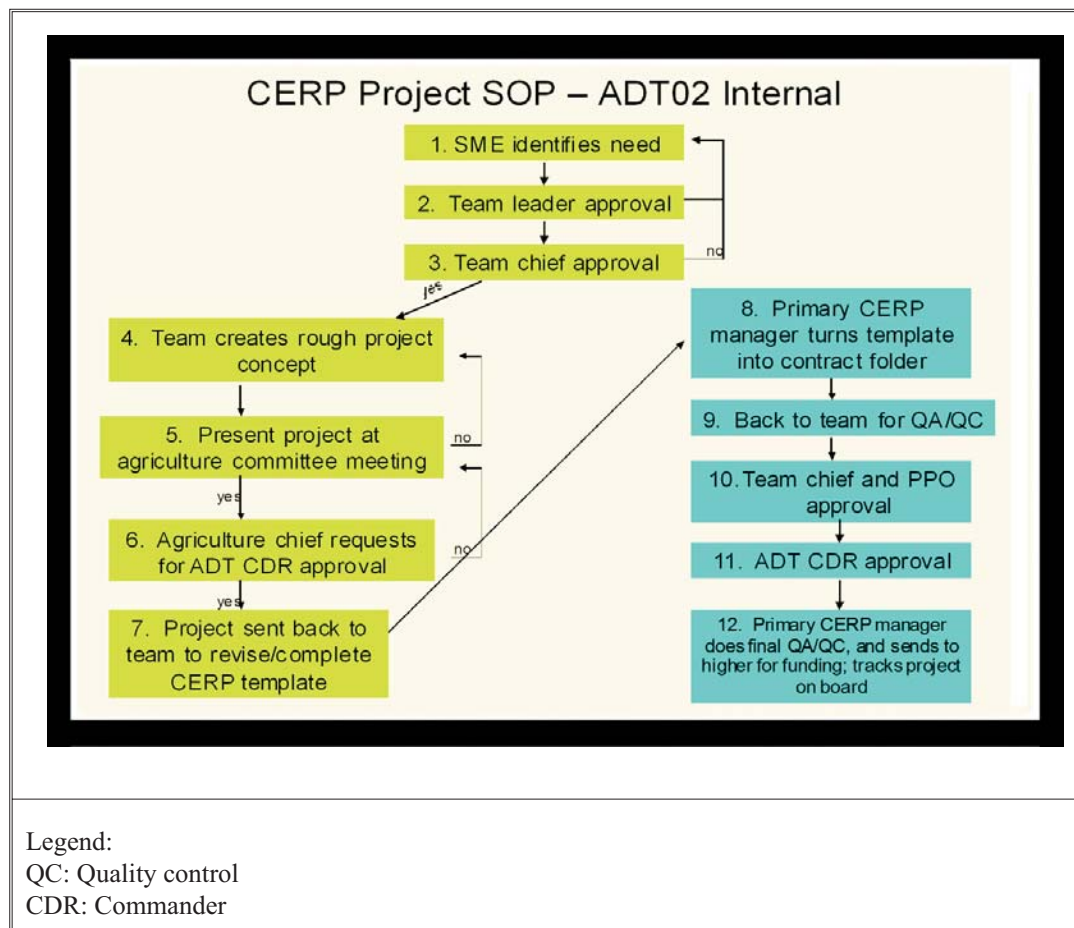 CERP Project SOP – ADT02 Internal
1. SME identifies need
2. Team leader approval
3. Team chief approval
no
yes
4. Team creates rough project
concept
5. Present project at
agriculture committee meeting
no
yes
6. Agriculture chief requests
for ADT CDR approval
no
yes
7. Project sent back to
team to revise/complete
CERP template
8. Primary CERP
manager turns template
into contract folder
9. Back to team for QA/QC
10. Team chief and PPO
approval
11. ADT CDR approval
12. Primary CERP manager
does final QA/QC, and sends to
higher for funding; tracks project
on board
Legend:
QC: Quality control
CDR: Commander